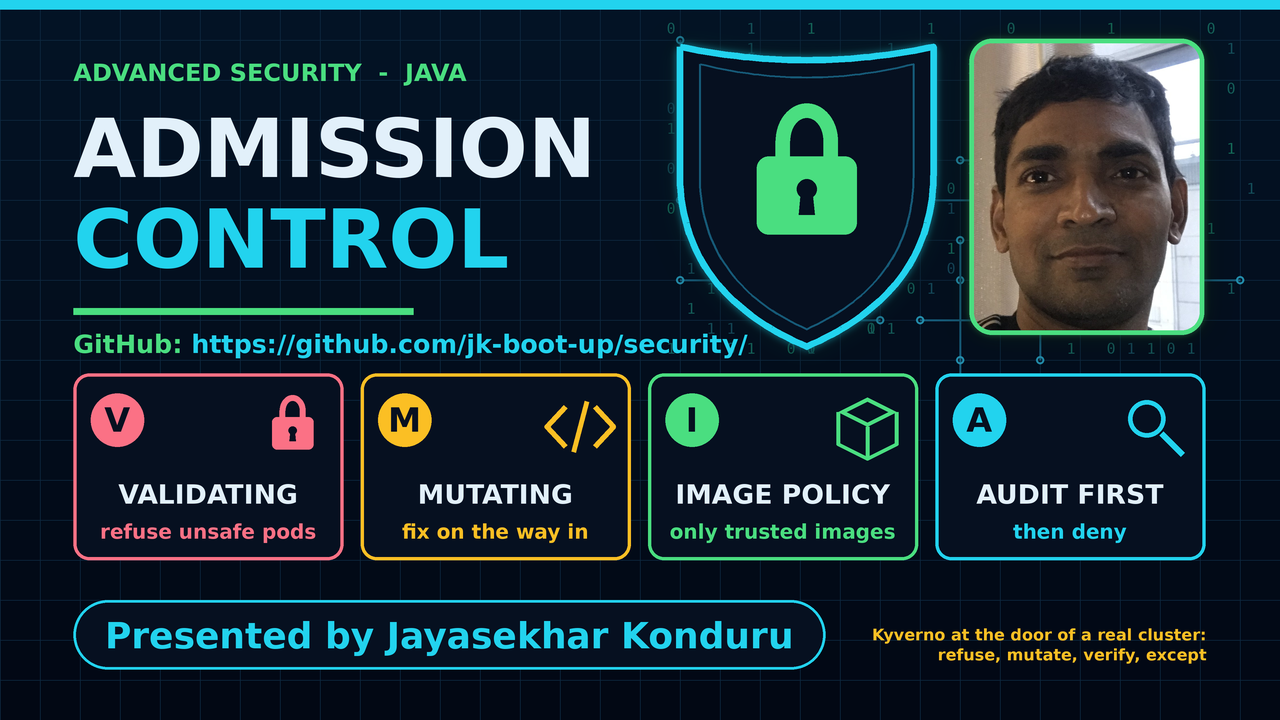 ADVANCED SECURITY - JAVA
ADMISSION
CONTROL
GitHub: https://github.com/jk-boot-up/security/
V
VALIDATING
refuse unsafe pods
M
MUTATING
fix on the way in
I
IMAGE POLICY
only trusted images
A
AUDIT FIRST
then deny
Presented by Jayasekhar Konduru
Kyverno at the door of a real cluster:
refuse, mutate, verify, except